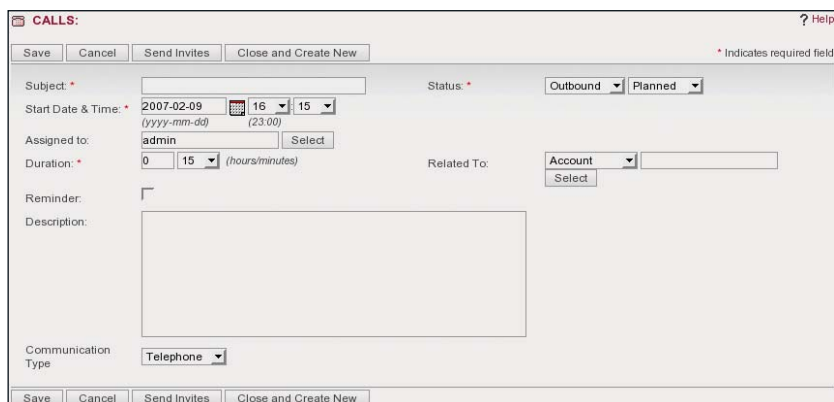 CALLS:
? Help
Save Cancel Send Invites Close and Create New
* Indicates required field
Subject: *
Status: * Outbound Planned
Start Date & Time: * 2007-02-09 16 : 15
(yyyy-mm-dd) (23:00)
Assigned to: admin Select
Duration: * 0 15 (hours/minutes)
Related To: Account
Select
Reminder:
Description:
Communication
Type
Telephone
Save Cancel Send Invites Close and Create New